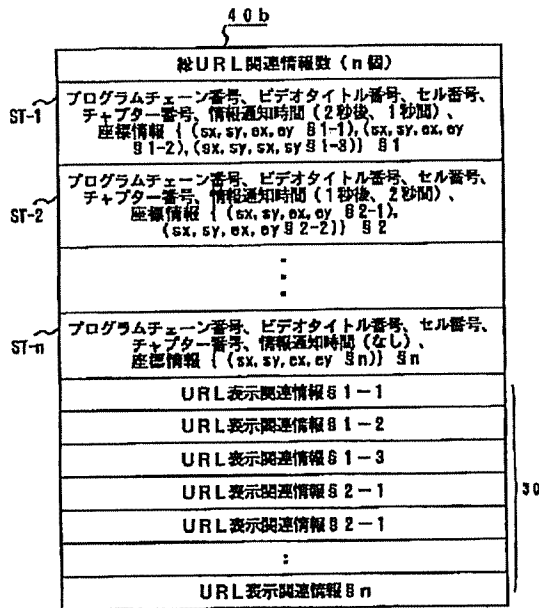 40b
総URL関連情報数（n個）
ST-1
プログラムチェーン番号、ビデオタイトル番号、セル番号、
チャプター番号、情報通知時間（2秒後、1秒間）、
座標情報 { (sx, sy, ex, ey §1-1), (sx, sy, ex, ey
§1-2), (sx, sy, sx, sy §1-3)} §1
ST-2
プログラムチェーン番号、ビデオタイトル番号、セル番号、
チャプター番号、情報通知時間（1秒後、2秒間）、
座標情報 { (sx, sy, ex, ey §2-1),
(sx, sy, ex, ey §2-2)} §2
ST-n
プログラムチェーン番号、ビデオタイトル番号、セル番号、
チャプター番号、情報通知時間（なし）、
座標情報 { (sx, sy, ex, ey §n)} §n
URL表示関連情報§1-1
URL表示関連情報§1-2
URL表示関連情報§1-3
URL表示関連情報§2-1
URL表示関連情報§2-1
:
URL表示関連情報§n
30